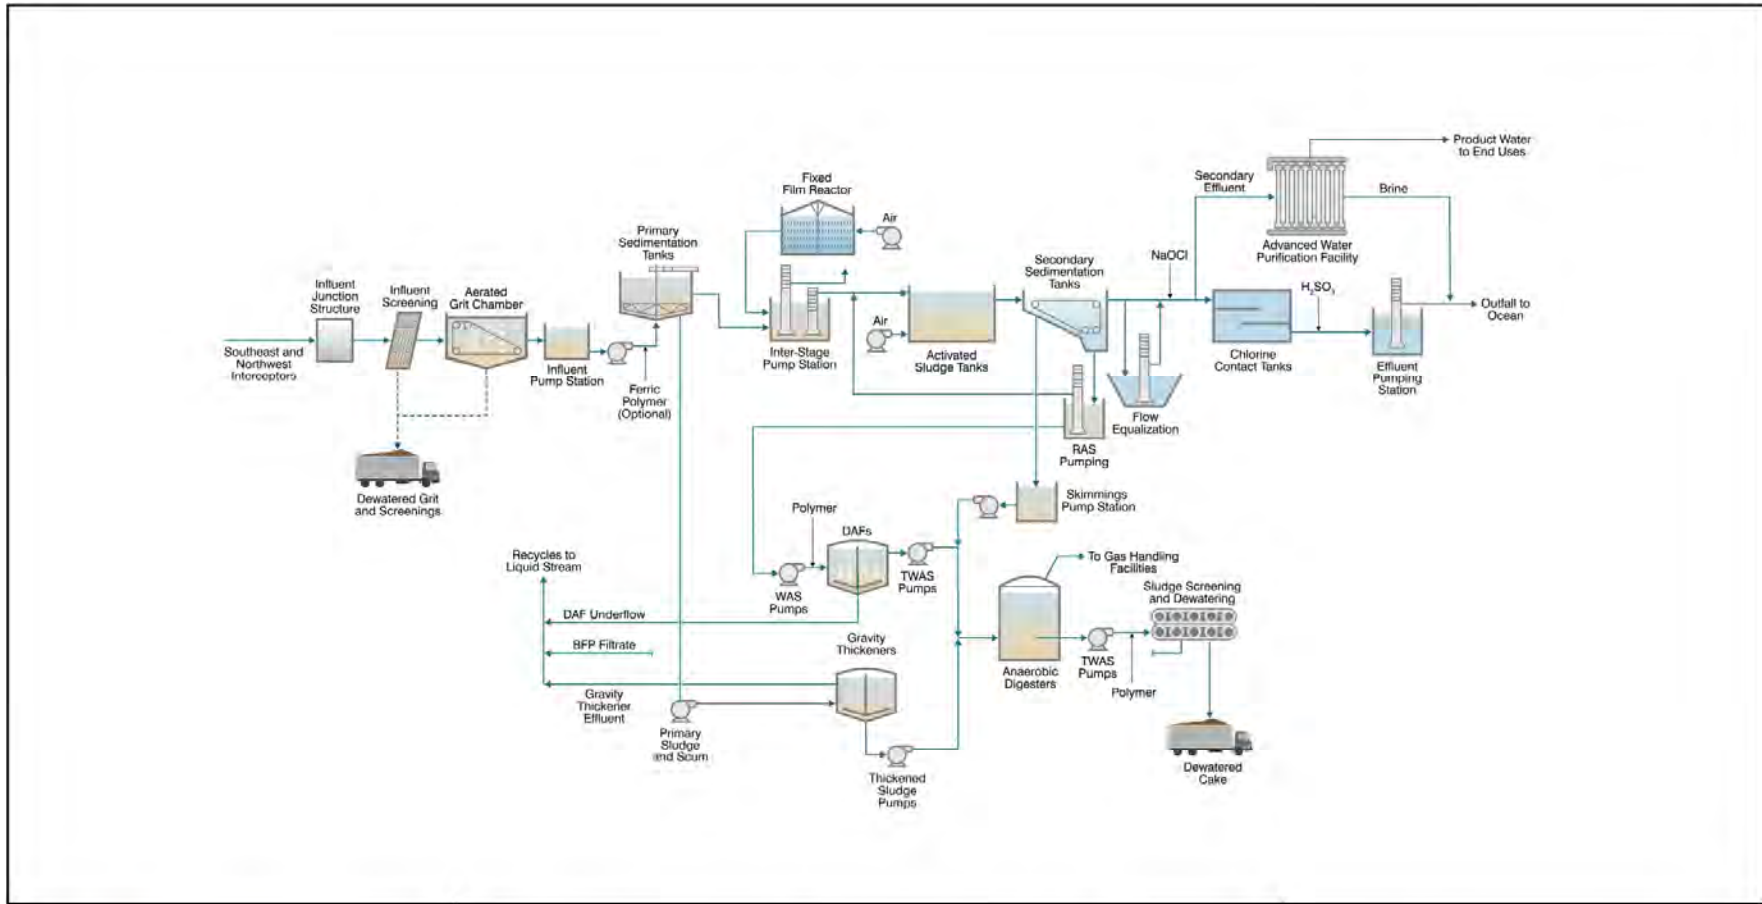 Product Water
to End Uses
Fixed
Film Reactor
Secondary
Effluent
Brine
Air
Primary
Sedimentation
Tanks
Advanced Water
Purification Facility
NaOCl
Secondary
Sedimentation
Tanks
Influent
Junction
Structure
Influent
Screening
Aerated
Grit Chamber
H₂SO₃
Outfall to
Ocean
Air
Southeast and
Northwest
Interceptors
Influent
Pump Station
Inter-Stage
Pump Station
Activated
Sludge Tanks
Chlorine
Contact Tanks
Effluent
Pumping
Station
Ferric
Polymer
(Optional)
Flow
Equalization
RAS
Pumping
Dewatered Grit
and Screenings
Skimmings
Pump Station
Polymer
DAFs
Recycles to
Liquid Stream
To Gas Handling
Facilities
TWAS
Pumps
WAS
Pumps
Sludge Screening
and Dewatering
DAF Underflow
BFP Filtrate
Gravity
Thickeners
Anaerobic
Digesters
TWAS
Pumps
Polymer
Gravity
Thickener
Effluent
Primary
Sludge
and Scum
Thickened
Sludge
Pumps
Dewatered
Cake